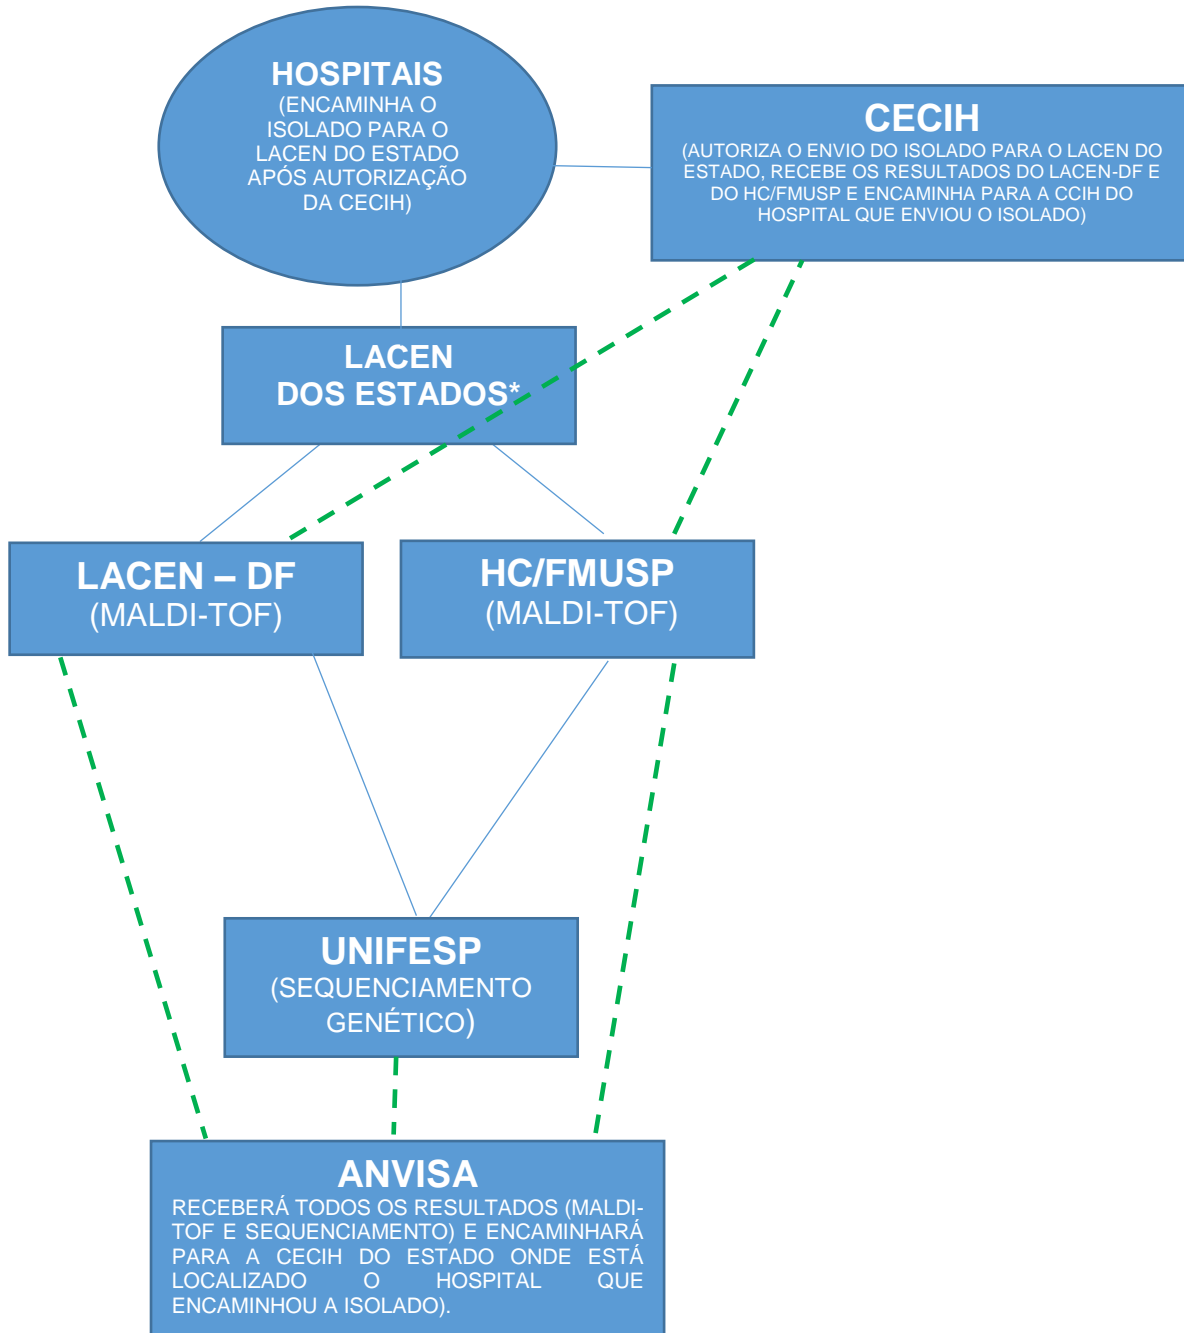 HOSPITAIS
(ENCAMINHA O
ISOLADO PARA O
LACEN DO ESTADO
APÓS AUTORIZAÇÃO
DA CECIH)
CECIH
(AUTORIZA O ENVIO DO ISOLADO PARA O LACEN DO
ESTADO, RECEBE OS RESULTADOS DO LACEN-DF E
DO HC/FMUSP E ENCAMINHA PARA A CCIH DO
HOSPITAL QUE ENVIOU O ISOLADO)
LACEN
DOS ESTADOS*
LACEN – DF
(MALDI-TOF)
HC/FMUSP
(MALDI-TOF)
UNIFESP
(SEQUENCIAMENTO
GENÉTICO)
ANVISA
RECEBERÁ TODOS OS RESULTADOS (MALDI-
TOF E SEQUENCIAMENTO) E ENCAMINHARÁ
PARA A CECIH DO ESTADO ONDE ESTÁ
LOCALIZADO O HOSPITAL QUE
ENCAMINHOU A ISOLADO).